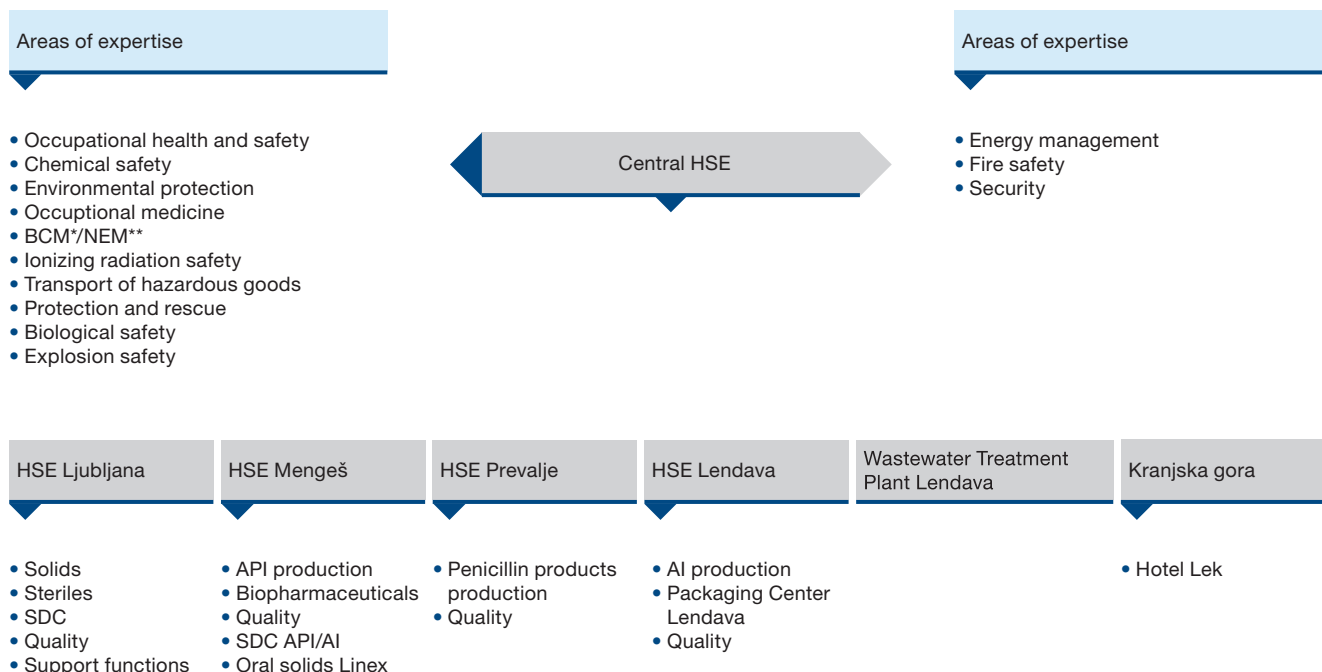 Areas of expertise
• Occupational health and safety
• Chemical safety
• Environmental protection
• Occuptional medicine
• BCM*/NEM**
• Ionizing radiation safety
• Transport of hazardous goods
• Protection and rescue
• Biological safety
• Explosion safety
Central HSE
Areas of expertise
• Energy management
• Fire safety
• Security
HSE Ljubljana
• Solids
• Steriles
• SDC
• Quality
• Support functions
HSE Mengeš
• API production
• Biopharmaceuticals
• Quality
• SDC API/AI
• Oral solids Linex
HSE Prevalje
• Penicillin products
production
• Quality
HSE Lendava
• AI production
• Packaging Center
Lendava
• Quality
Wastewater Treatment
Plant Lendava
Kranjska gora
• Hotel Lek